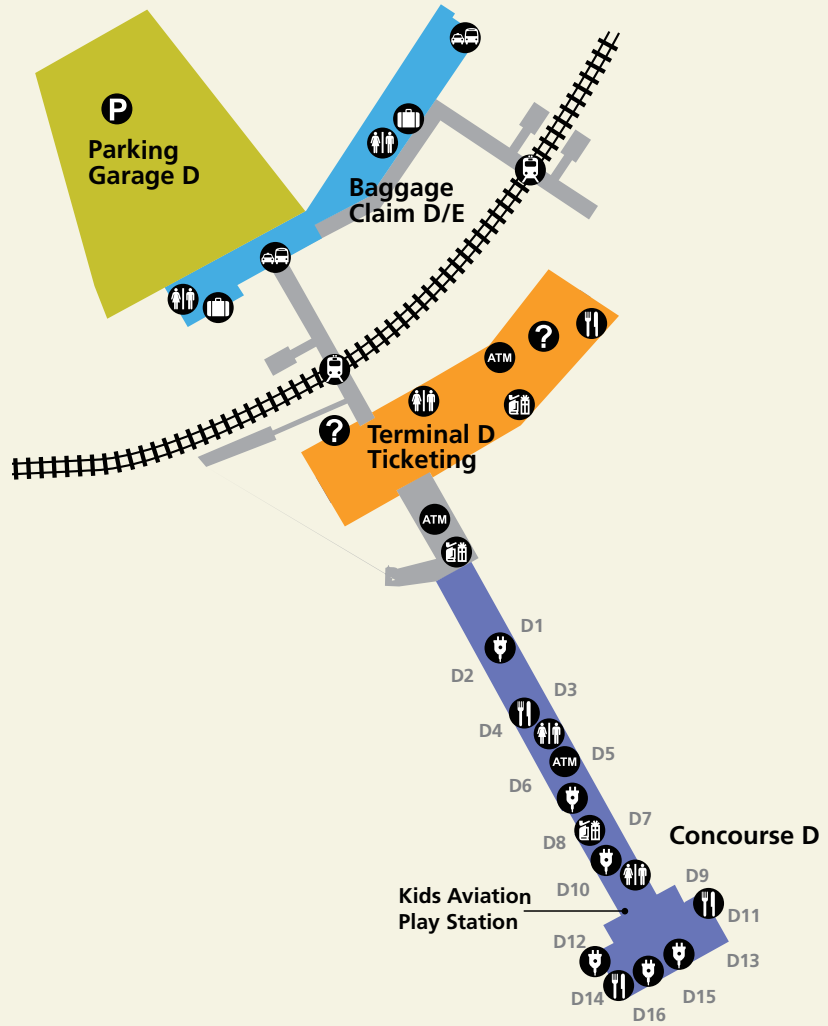 P
Parking
Garage D
Baggage
Claim D/E
?
ATM
?
Terminal D
Ticketing
ATM
D1
D2
D3
D4
D5
ATM
D6
D7
D8
Concourse D
D9
D10
Kids Aviation
Play Station
D11
D12
D13
D14
D15
D16